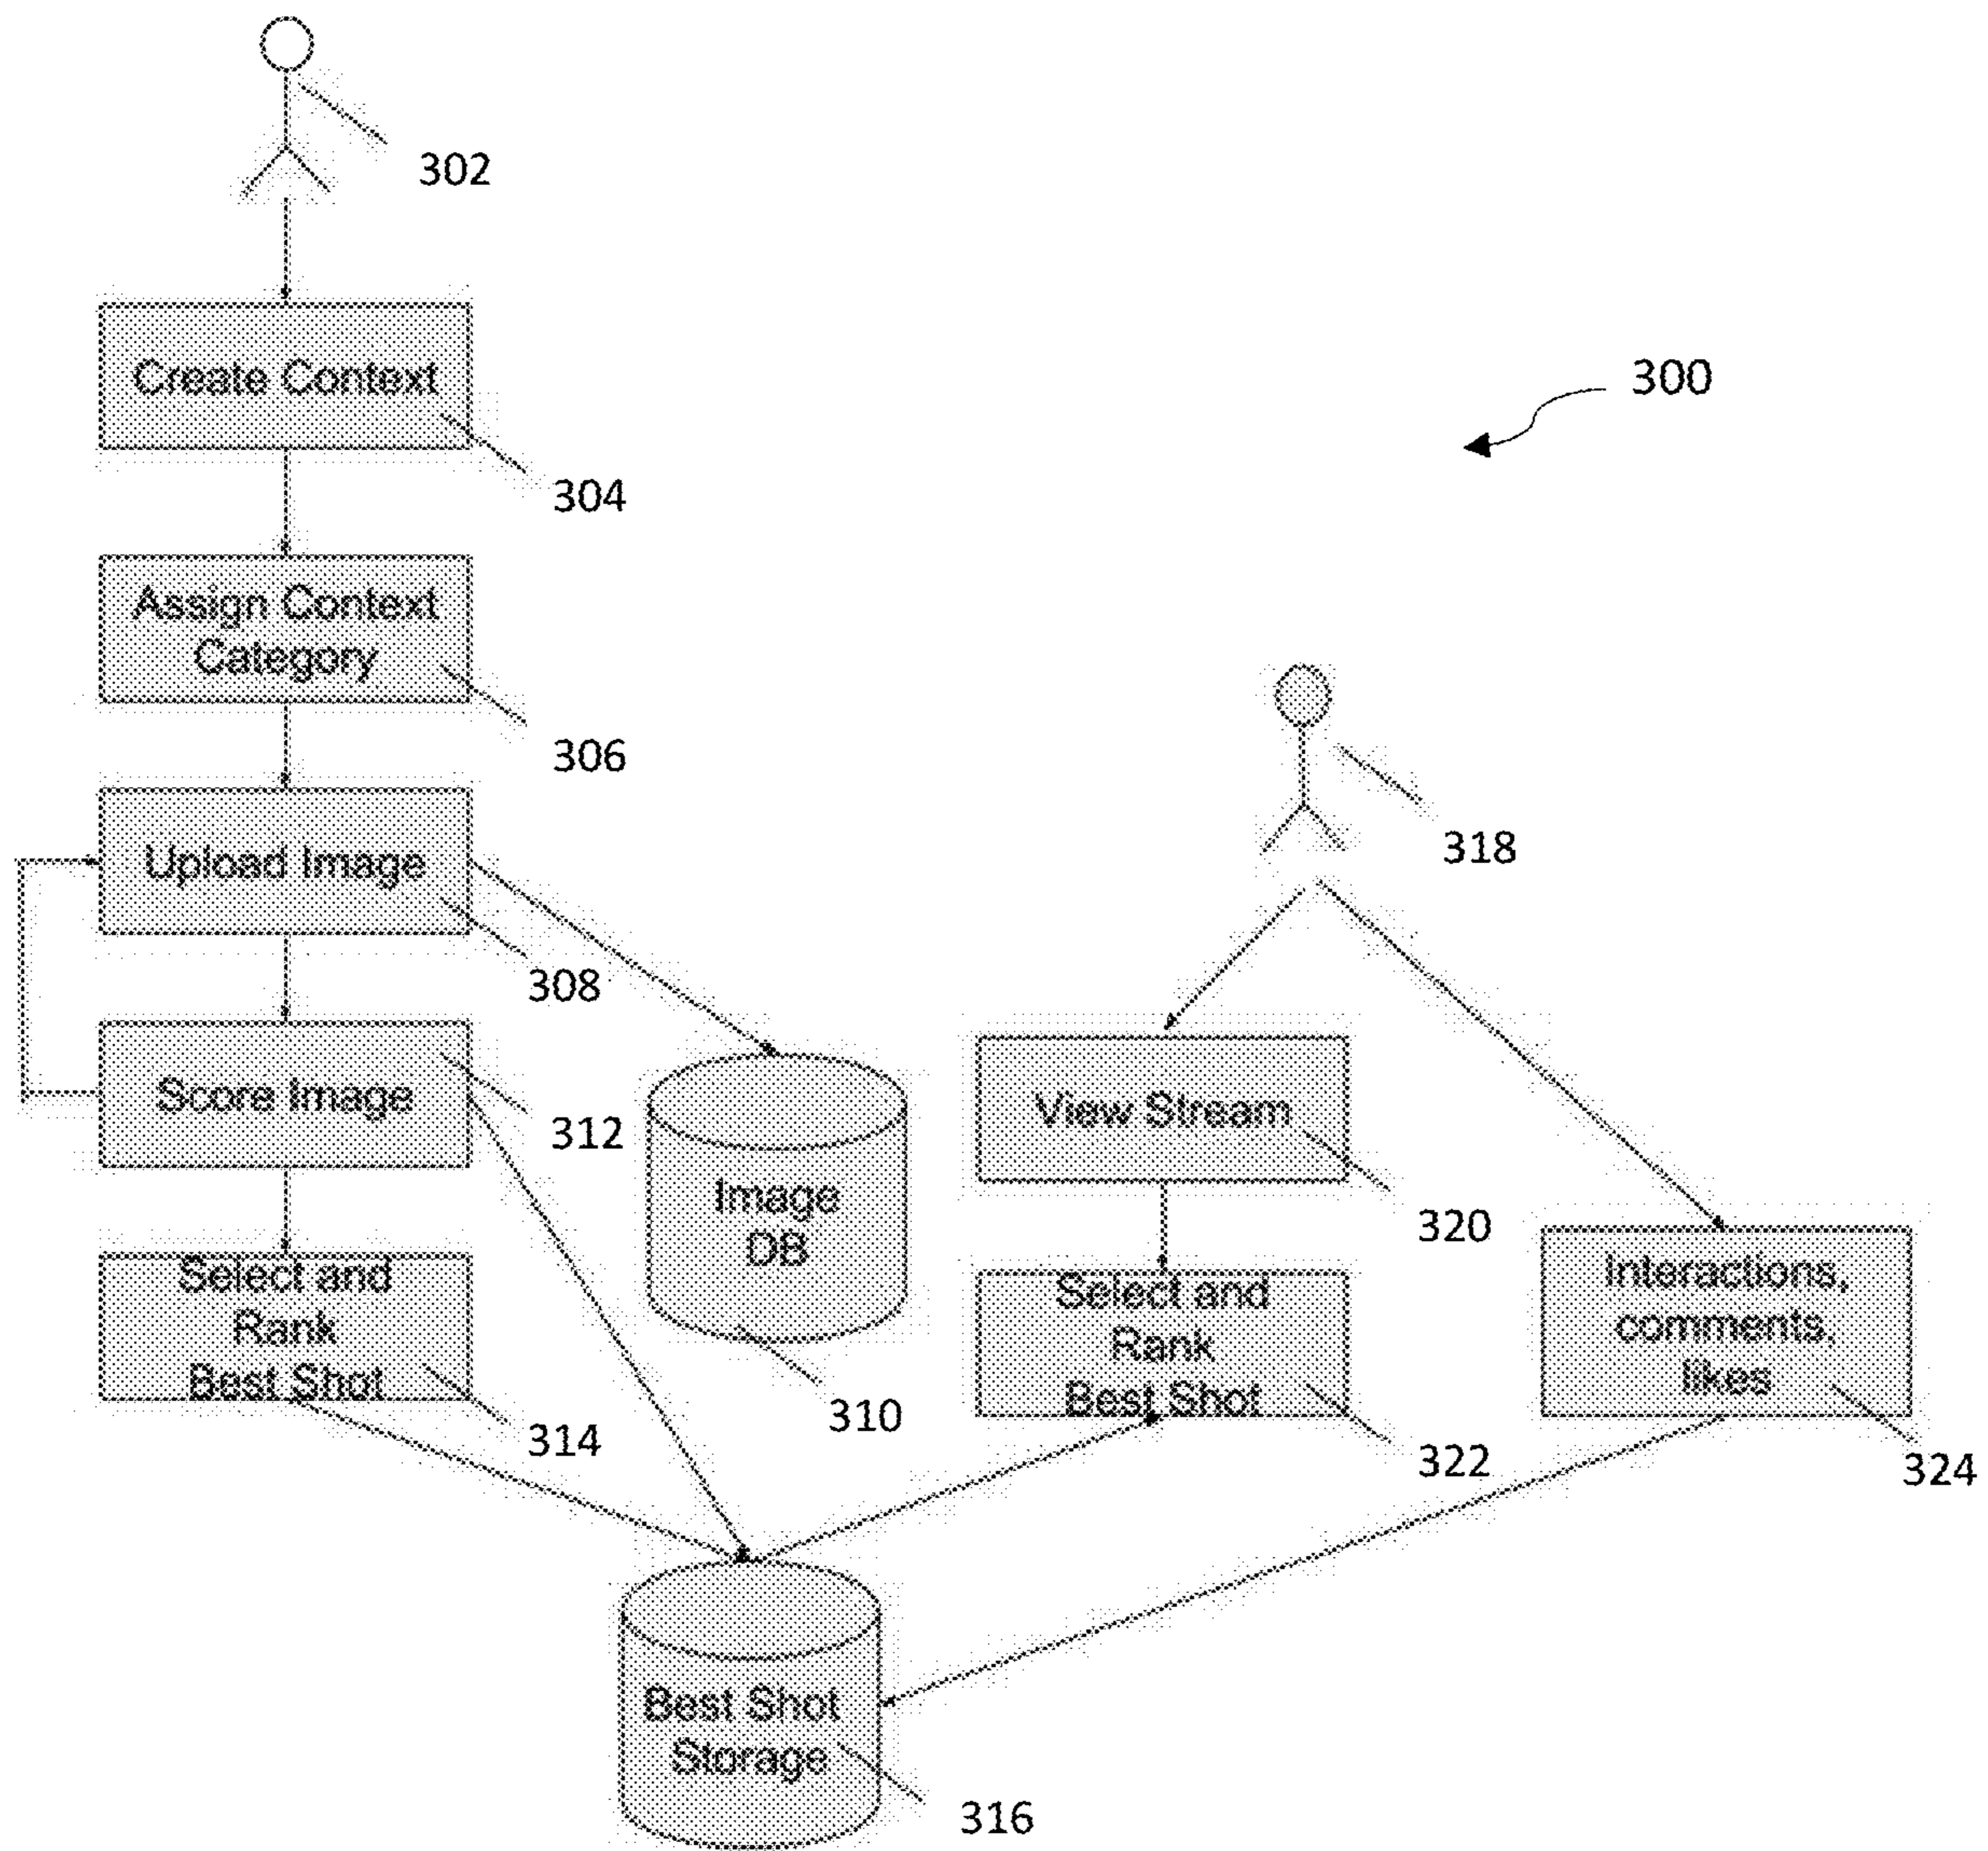 302
Create Context
304
300
Assign Context
Category
306
Upload Image
308
318
Score Image
312
Image
DB
310
View Stream
320
Select and
Rank
Best Shot
314
Select and
Rank
Best Shot
322
Interactions,
comments,
likes
324
Best Shot
Storage
316